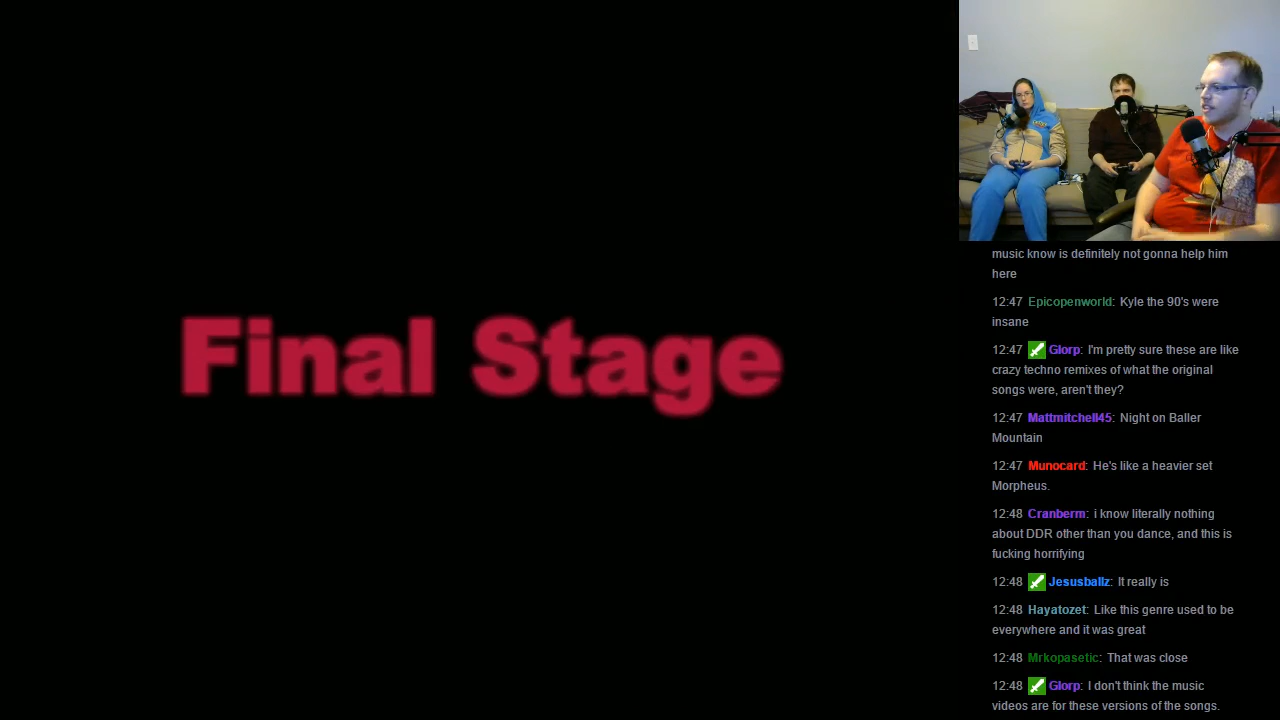 Final Stage
music know is definitely not gonna help him
here
12:47 Epicopenworld: Kyle the 90's were
insane
12:47 Glorp: I'm pretty sure these are like
crazy techno remixes of what the original
songs were, aren't they?
12:47 Mattmitchell45: Night on Baller
Mountain
12:47 Munocard: He's like a heavier set
Morpheus.
12:48 Cranberm: i know literally nothing
about DDR other than you dance, and this is
fucking horrifying
12:48 Jesusballz: It really is
12:48 Hayatozet: Like this genre used to be
everywhere and it was great
12:48 Mrkopasetic: That was close
12:48 Glorp: I don't think the music
videos are for these versions of the songs.